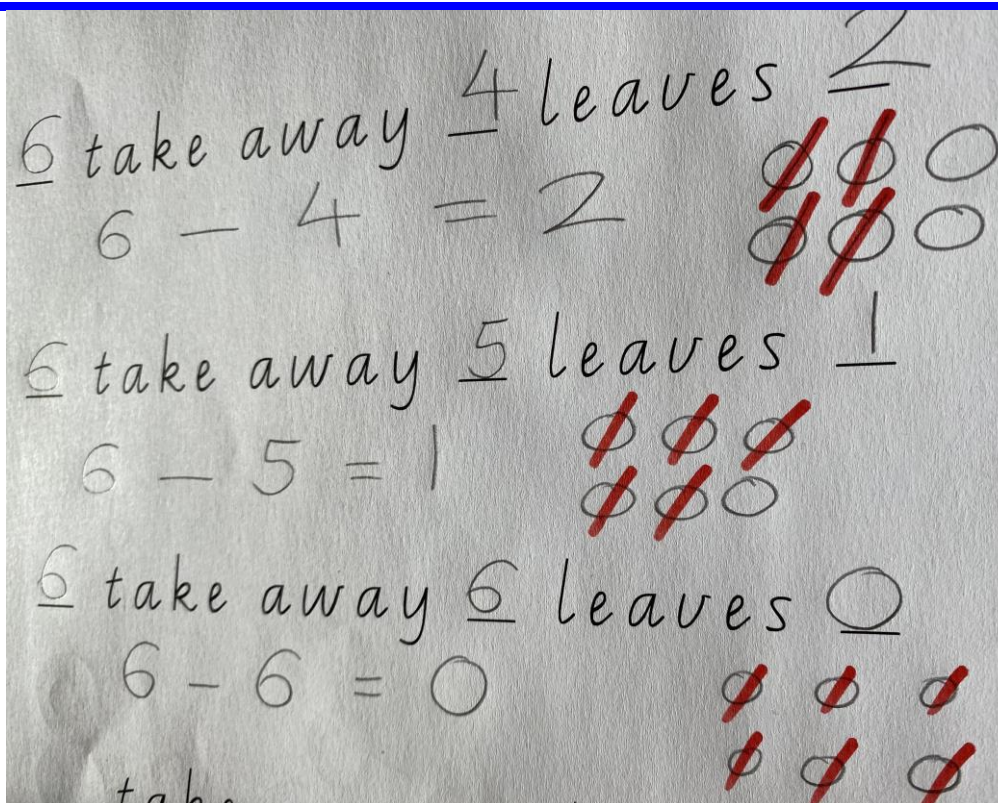 6 take away 4 leaves 2
6 - 4 = 2
6 take away 5 leaves 1
6 - 5 = 1
6 take away 6 leaves 0
6 - 6 = 0